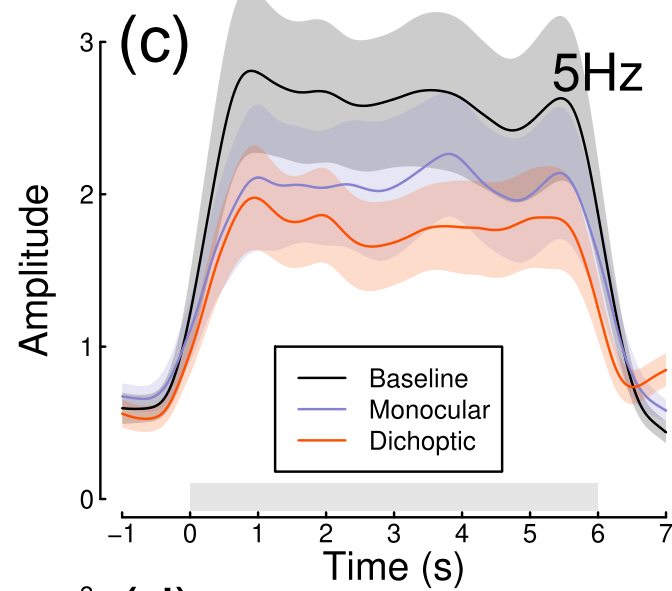 (c)
5Hz
3
2
1
0
Amplitude
Baseline
Monocular
Dichoptic
−1 0 1 2 3 4 5 6 7
Time (s)